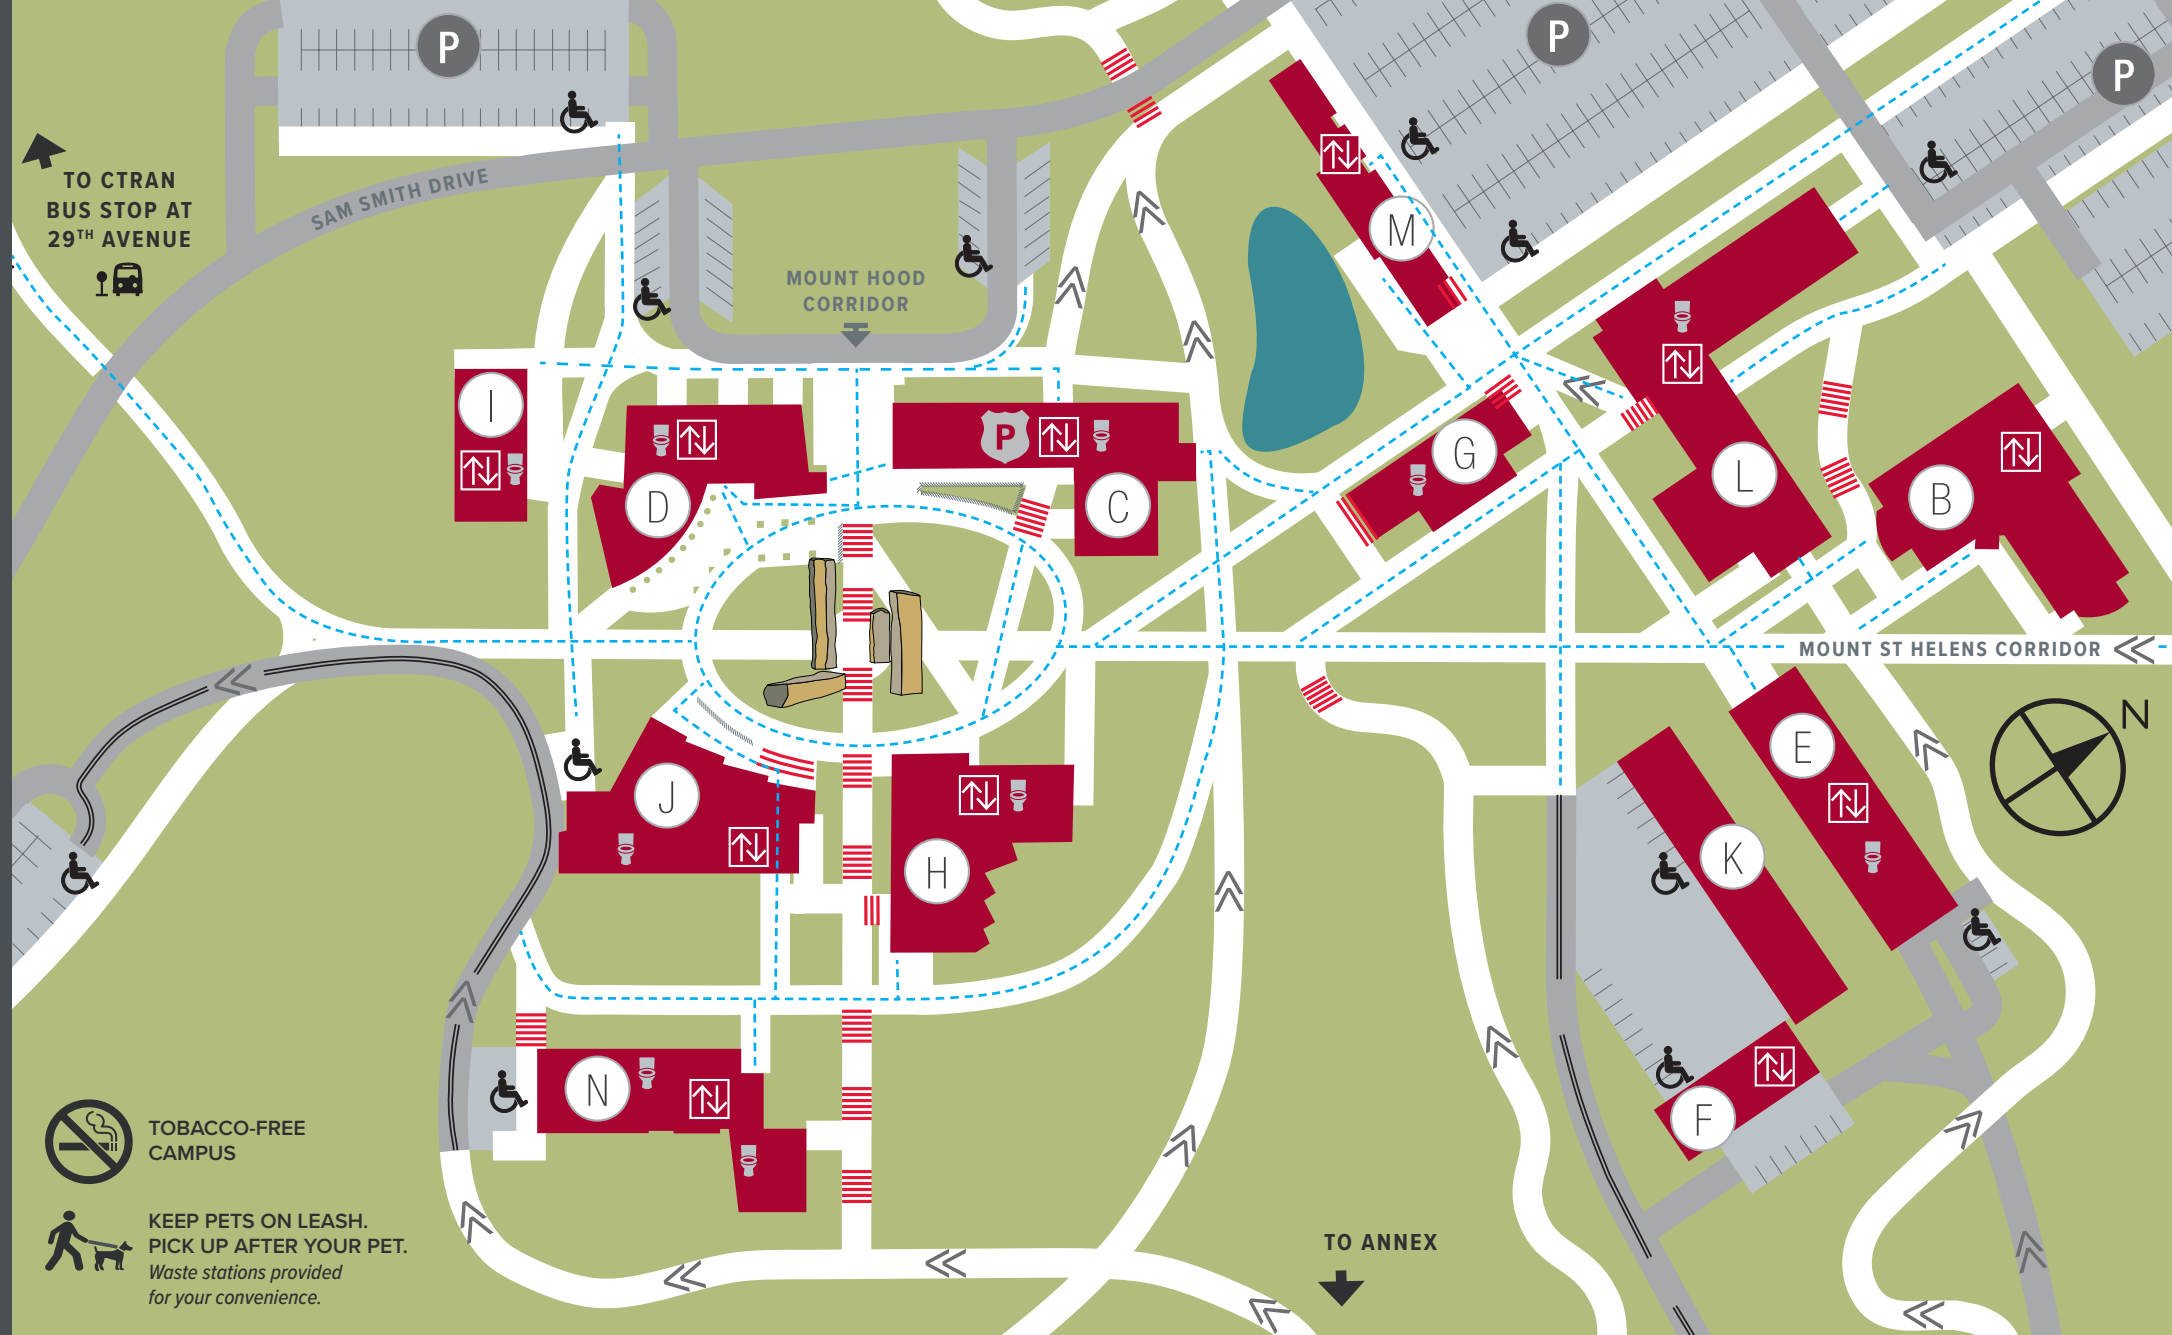 P
P
P
TO CTRAN
BUS STOP AT
29TH AVENUE
SAM SMITH DRIVE
MOUNT HOOD
CORRIDOR
M
I
D
P
C
G
L
B
MOUNT ST HELENS CORRIDOR
N
E
J
H
K
N
F
TOBACCO-FREE
CAMPUS
KEEP PETS ON LEASH.
PICK UP AFTER YOUR PET.
Waste stations provided
for your convenience.
TO ANNEX